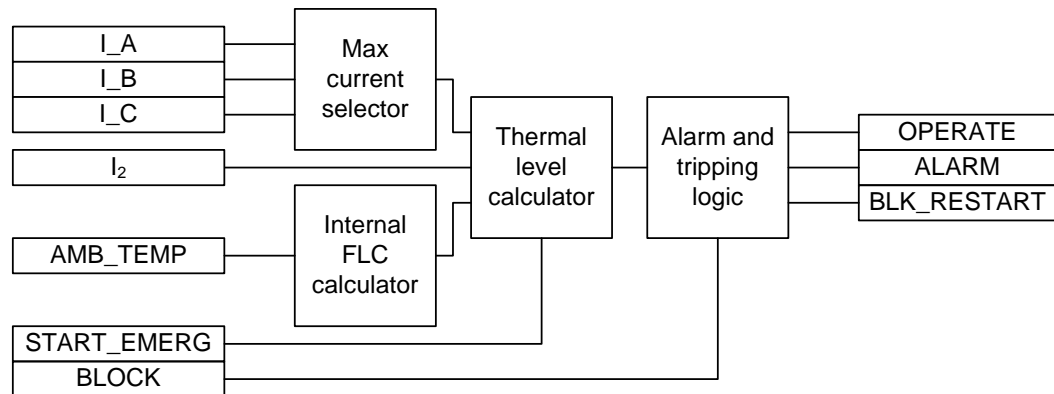 I_A
I_B
I_C
I₂
AMB_TEMP
START_EMERG
BLOCK
Max
current
selector
Internal
FLC
calculator
Thermal
level
calculator
Alarm and
tripping
logic
OPERATE
ALARM
BLK_RESTART